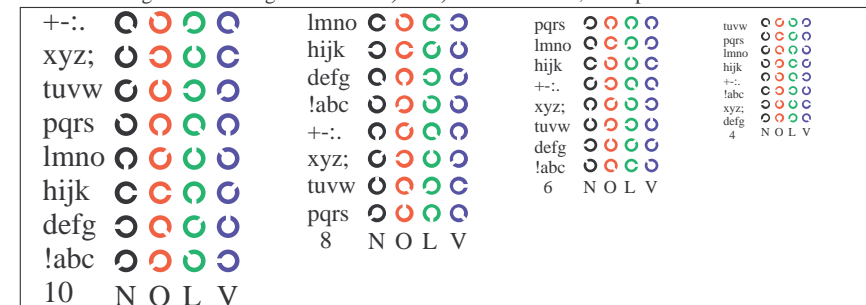 +-:.
xyz;
tuvw
pqrs
lmno
hijk
defg
!abc
10 N O L V
lmno
hijk
defg
!abc
+-:.
xyz;
tuvw
pqrs
8 N O L V
pqrs
lmno
hijk
+-:.
xyz;
tuvw
defg
!abc
6 N O L V
tuvw
pqrs
lmno
hijk
+-:.
!abc
xyz;
defg
4 N O L V